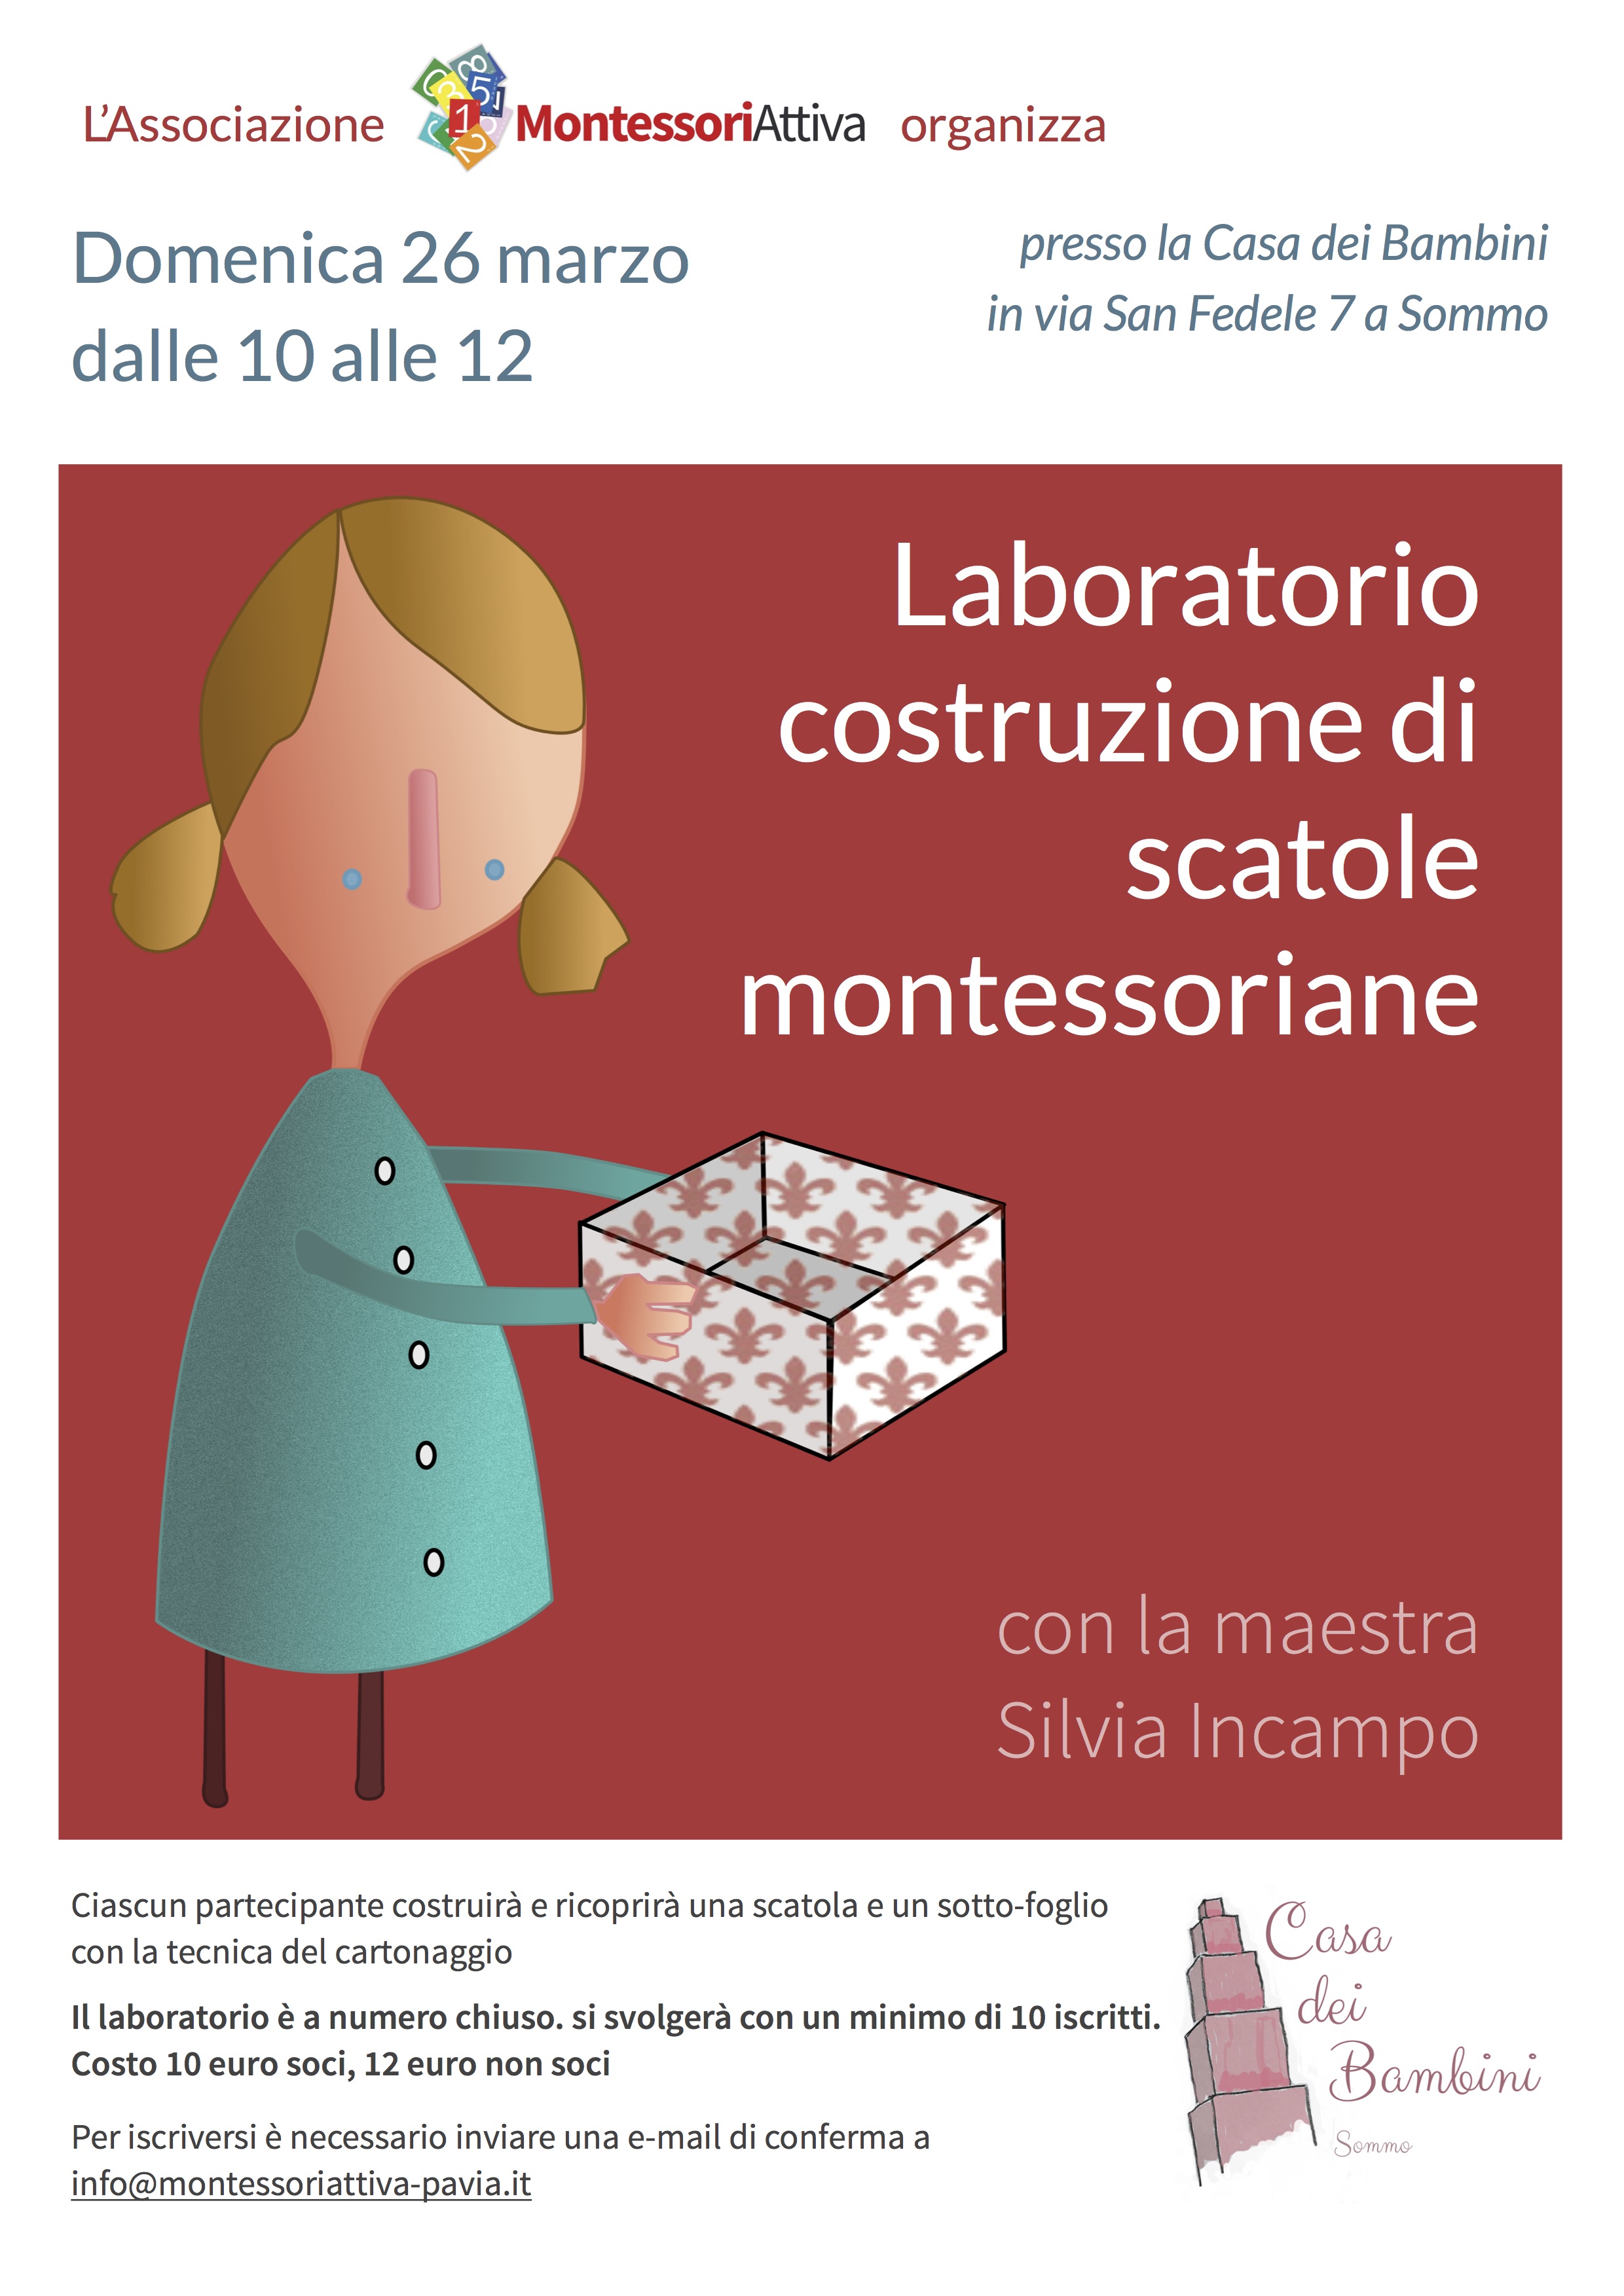 L'Associazione MontessoriAttiva organizza
Domenica 26 marzo
dalle 10 alle 12
presso la Casa dei Bambini
in via San Fedele 7 a Sommo
Laboratorio
costruzione di
scatole
montessoriane
con la maestra
Silvia Incampo
Ciascun partecipante costruirà e ricoprirà una scatola e un sotto-foglio
con la tecnica del cartonaggio
Il laboratorio è a numero chiuso. si svolgerà con un minimo di 10 iscritti.
Costo 10 euro soci, 12 euro non soci
Per iscriversi è necessario inviare una e-mail di conferma a
info@montessoriattiva-pavia.it
Casa
dei
Bambini
Sommo